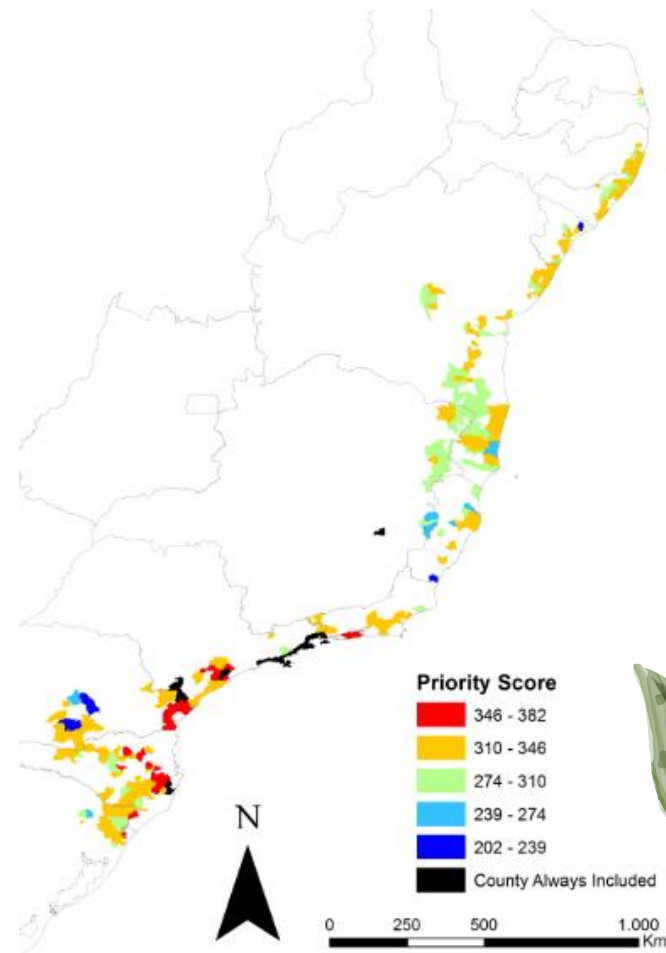 Priority Score
346 - 382
310 - 346
274 - 310
239 - 274
202 - 239
County Always Included
N
0 250 500 1.000
Km